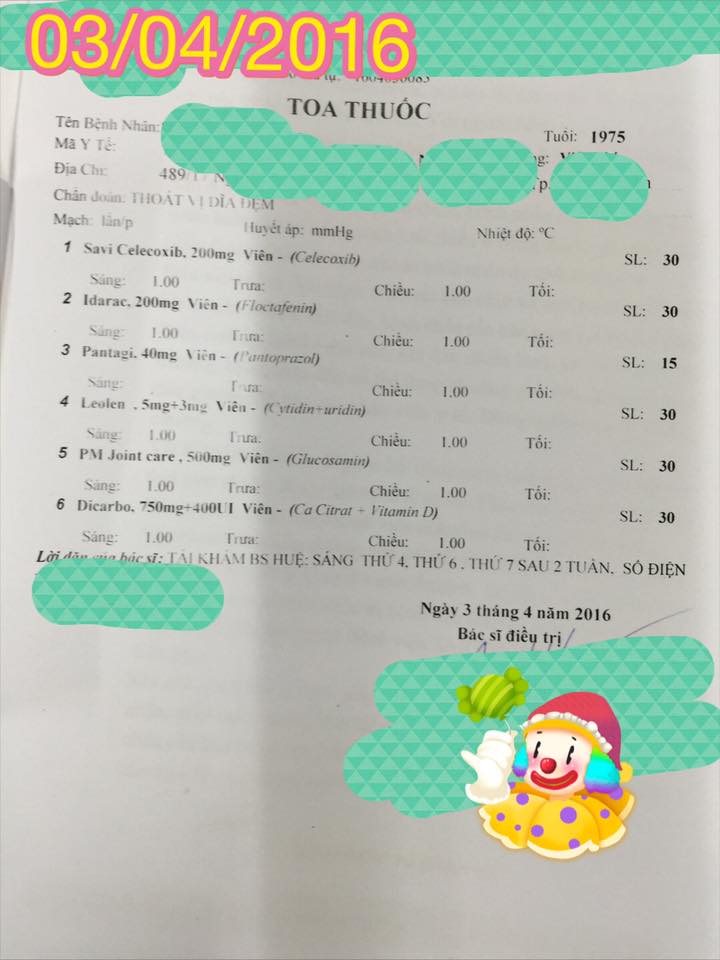 03/04/2016
TOA THUỐC
Tên Bệnh Nhân:
Tuổi: 1975
Mã Y Tế:
Địa Chỉ: 489
Chẩn đoán: THOÁT VỊ DĨA ĐỆM
Mạch: lần/p Huyết áp: mmHg Nhiệt độ: ºC
1 Savi Celecoxib, 200mg Viên - (Celecoxib) SL: 30
Sáng: 1.00 Trưa: Chiều: 1.00 Tối:
2 Idarac, 200mg Viên - (Floctafenin) SL: 30
Sáng: 1.00 Trưa: Chiều: 1.00 Tối:
3 Pantagi, 40mg Viên - (Pantoprazol) SL: 15
Sáng: Trưa: Chiều: 1.00 Tối:
4 Leolen , 5mg+3mg Viên - (Cytidin+uridin) SL: 30
Sáng: 1.00 Trưa: Chiều: 1.00 Tối:
5 PM Joint care , 500mg Viên - (Glucosamin) SL: 30
Sáng: 1.00 Trưa: Chiều: 1.00 Tối:
6 Dicarbo, 750mg+400UI Viên - (Ca Citrat + Vitamin D) SL: 30
Sáng: 1.00 Trưa: Chiều: 1.00 Tối:
Lời dặn của bác sĩ: TÁI KHÁM BS HUỆ: SÁNG THỨ 4, THỨ 6 , THỨ 7 SAU 2 TUẦN, SỐ ĐIỆN
Ngày 3 tháng 4 năm 2016
Bác sĩ điều trị